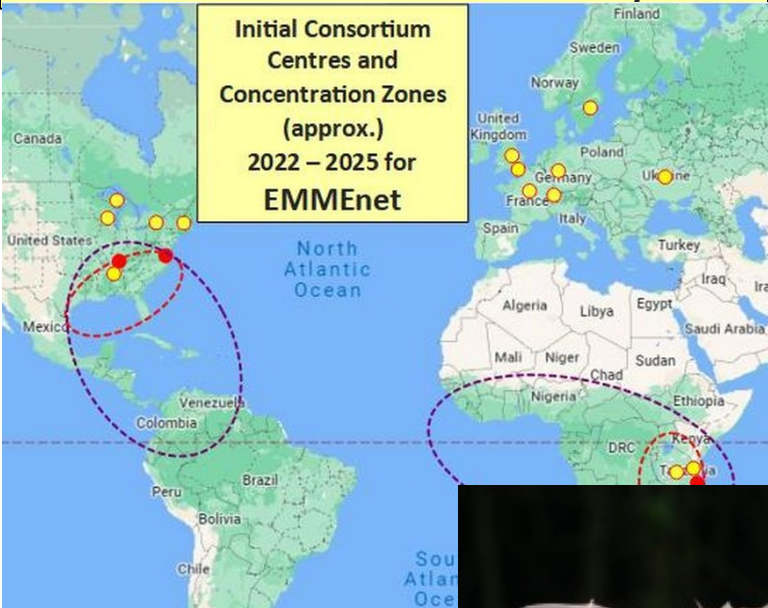 Initial Consortium
Centres and
Concentration Zones
(approx.)
2022 – 2025 for
EMMEnet
Finland
Sweden
Norway
United
Kingdom
Poland
Germany
Ukraine
France
Italy
Spain
Turkey
Canada
United States
Mexico
North
Atlantic
Ocean
Iraq
Algeria
Libya
Egypt
Saudi Arabia
Mali
Niger
Chad
Sudan
Nigeria
Ethiopia
Venezuela
Colombia
DRC
Kenya
Brazil
Peru
Bolivia
Chile